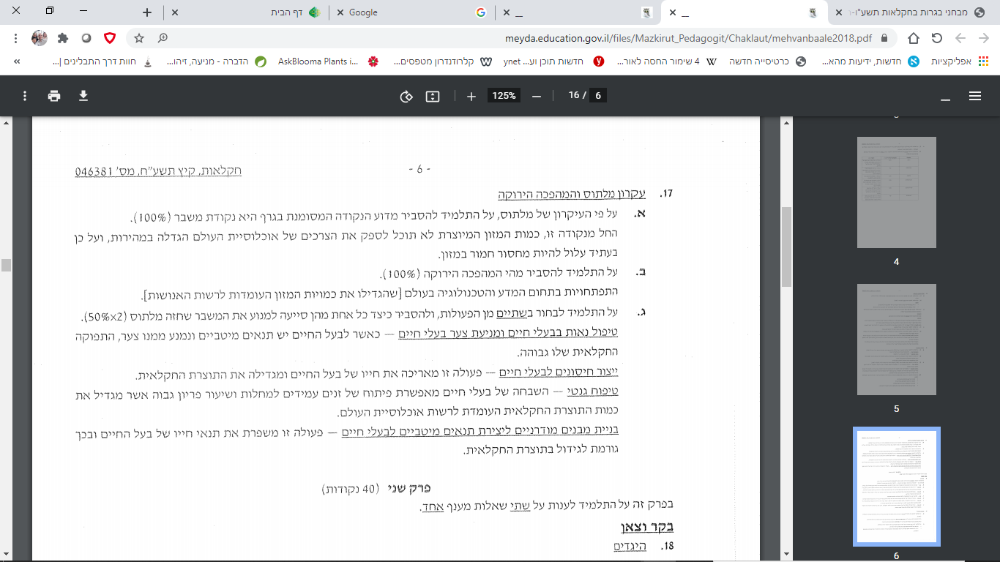 מבחני בגרות בחקלאות תשע"ו-ו
__
__
Google
דף הבית
meyda.education.gov.il/files/Mazkirut_Pedagogit/Chaklaut/mehvanbaale2018.pdf
אפליקציות
חדשות, ידיעות מהא...
כרטיסייה חדשה
4 שימור החסה לאור...
חדשות תוכן וע... ynet
קלרודנדרון מטפסים...
AskBlooma Plants i...
הדברה - מניעה, זיהו...
חוות דרך התבלינים |...
6 / 16
125%
- 6 -
חקלאות, קיץ תשע"ח, מס' 046381
17. עקרון מלתוס והמהפכה הירוקה
א. על פי העיקרון של מלתוס, על התלמיד להסביר מדוע הנקודה המסומנת בגרף היא נקודת משבר (100%).
החל מנקודה זו, כמות המזון המיוצרת לא תוכל לספק את הצרכים של אוכלוסיית העולם הגדלה במהירות, ועל כן
בעתיד עלול להיות מחסור חמור במזון.
ב. על התלמיד להסביר מהי המהפכה הירוקה (100%).
התפתחויות בתחום המדע והטכנולוגיה בעולם [שהגדילו את כמויות המזון העומדות לרשות האנושות].
ג. על התלמיד לבחור בשתיים מן הפעולות, ולהסביר כיצד כל אחת מהן סייעה למנוע את המשבר שחזה מלתוס (50%×2).
טיפול נאות בבעלי חיים ומניעת צער בעלי חיים — כאשר לבעל החיים יש תנאים מיטביים ונמנע ממנו צער, התפוקה
החקלאית שלו גבוהה.
ייצור חיסונים לבעלי חיים — פעולה זו מאריכה את חייו של בעל החיים ומגדילה את התוצרת החקלאית.
טיפוח גנטי — השבחה של בעלי חיים מאפשרת פיתוח של זנים עמידים למחלות ושיעור פריון גבוה אשר מגדיל את
כמות התוצרת החקלאית העומדת לרשות אוכלוסיית העולם.
בניית מבנים מודרניים ליצירת תנאים מיטביים לבעלי חיים — פעולה זו משפרת את תנאי חייו של בעל החיים ובכך
גורמת לגידול בתוצרת החקלאית.
פרק שני (40 נקודות)
בפרק זה על התלמיד לענות על שתי שאלות מענף אחד.
בקר וצאן
18. היגדים
4
5
6